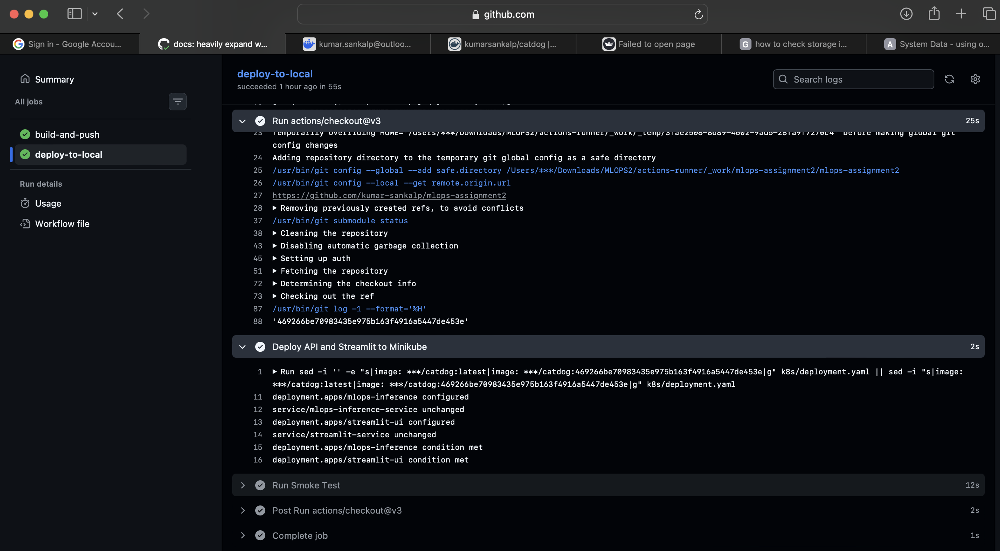 github.com
Sign in - Google Accou...
docs: heavily expand w...
kumar.sankalp@outloo...
kumarsankalp/catdog |...
Failed to open page
G how to check storage i...
A System Data - using o...
Summary
All jobs
build-and-push
deploy-to-local
Run details
Usage
Workflow file
deploy-to-local
succeeded 1 hour ago in 55s
Search logs
Run actions/checkout@v3 25s
23 Temporarily overriding HOME='/Users/***/Downloads/MLOPS2/actions-runner/_work/_temp/ before making global git
config changes
24 Adding repository directory to the temporary git global config as a safe directory
25 /usr/bin/git config --global --add safe.directory /Users/***/Downloads/MLOPS2/actions-runner/_work/mlops-assignment2/mlops-assignment2
26 /usr/bin/git config --local --get remote.origin.url
27 https://github.com/kumar-sankalp/mlops-assignment2
28 Removing previously created refs, to avoid conflicts
37 /usr/bin/git submodule status
38 Cleaning the repository
43 Disabling automatic garbage collection
45 Setting up auth
51 Fetching the repository
72 Determining the checkout info
73 Checking out the ref
87 /usr/bin/git log -1 --format='%H'
88 '469266be70983435e975b163f4916a5447de453e'
Deploy API and Streamlit to Minikube 2s
1 Run sed -i '' -e "s|image: ***/catdog:latest|image: ***/catdog:469266be70983435e975b163f4916a5447de453e|g" k8s/deployment.yaml || sed -i "s|image:
***/catdog:latest|image: ***/catdog:469266be70983435e975b163f4916a5447de453e|g" k8s/deployment.yaml
11 deployment.apps/mlops-inference configured
12 service/mlops-inference-service unchanged
13 deployment.apps/streamlit-ui configured
14 service/streamlit-service unchanged
15 deployment.apps/mlops-inference condition met
16 deployment.apps/streamlit-ui condition met
Run Smoke Test 12s
Post Run actions/checkout@v3 2s
Complete job 1s